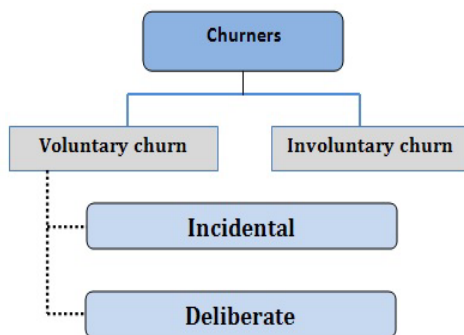 Churners
Voluntary churn
Involuntary churn
Incidental
Deliberate